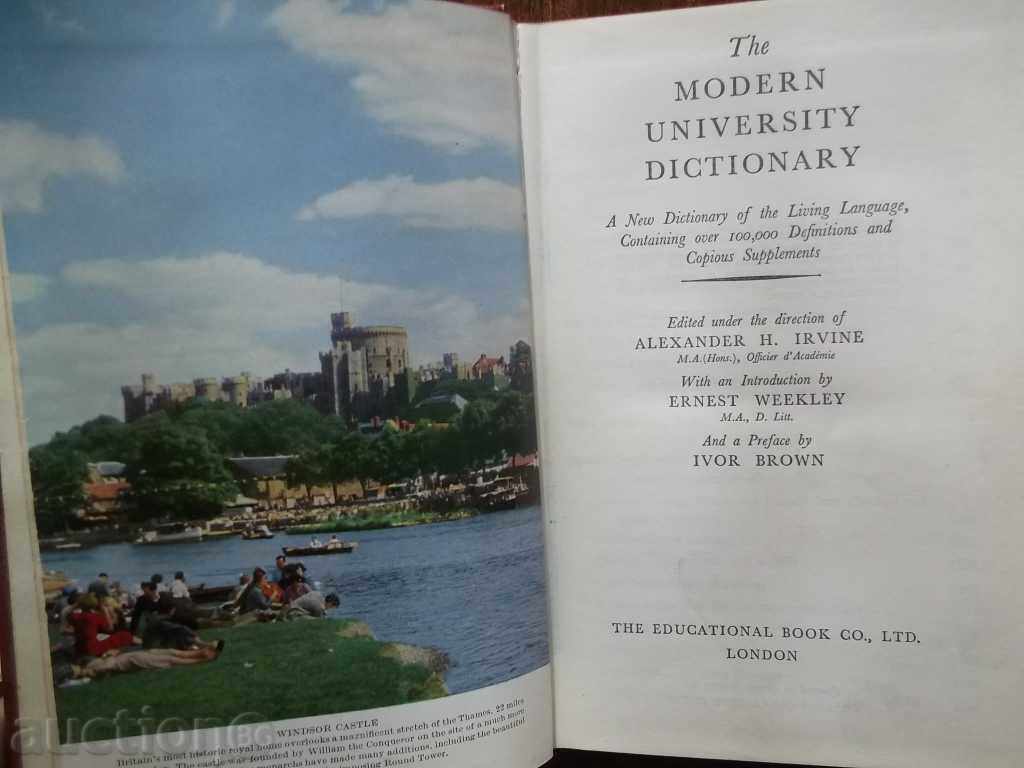 WINDSOR CASTLE
Britain's most historic royal home overlooks a magnificent stretch of the Thames, 22 miles
The castle was founded by William the Conqueror on the site of a much more
monarchs have made many additions, including the beautiful
imposing Round Tower.
auction
The
MODERN
UNIVERSITY
DICTIONARY
A New Dictionary of the Living Language,
Containing over 100,000 Definitions and
Copious Supplements
Edited under the direction of
ALEXANDER H. IRVINE
M.A.(Hons.), Officier d'Académie
With an Introduction by
ERNEST WEEKLEY
M.A., D. Litt.
And a Preface by
IVOR BROWN
THE EDUCATIONAL BOOK CO., LTD.
LONDON